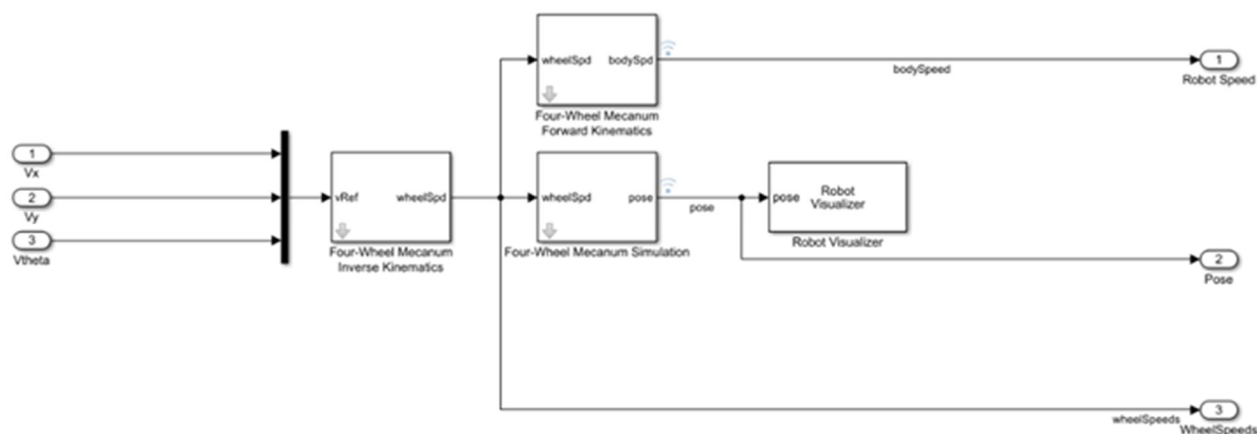 wheelSpd bodySpd
Four-Wheel Mecanum
Forward Kinematics
bodySpeed
1
Robot Speed
1
Vx
2
Vy
3
Vtheta
vRef wheelSpd
Four-Wheel Mecanum
Inverse Kinematics
wheelSpd pose
Four-Wheel Mecanum Simulation
pose
pose
Robot
Visualizer
Robot Visualizer
2
Pose
wheelSpeeds
3
WheelSpeeds